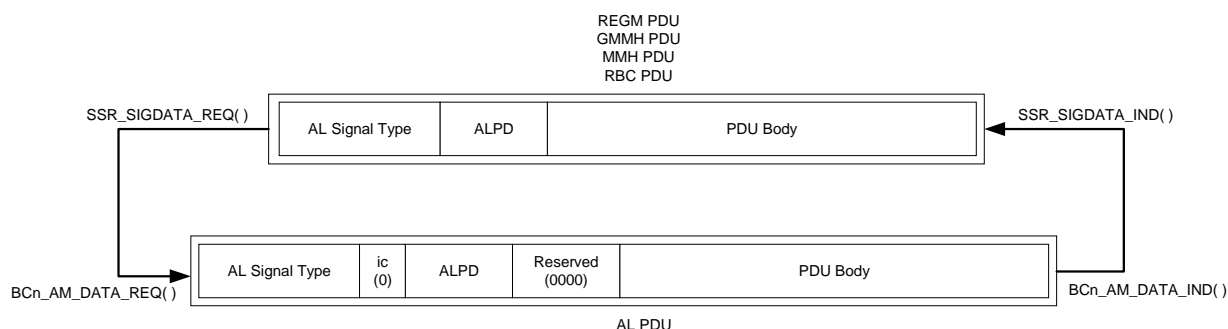 REGM PDU
GMMH PDU
MMH PDU
RBC PDU
SSR_SIGDATA_REQ( )
SSR_SIGDATA_IND( )
AL Signal Type
ALPD
PDU Body
AL Signal Type
ic
(0)
ALPD
Reserved
(0000)
PDU Body
BCn_AM_DATA_REQ( )
BCn_AM_DATA_IND( )
AL PDU